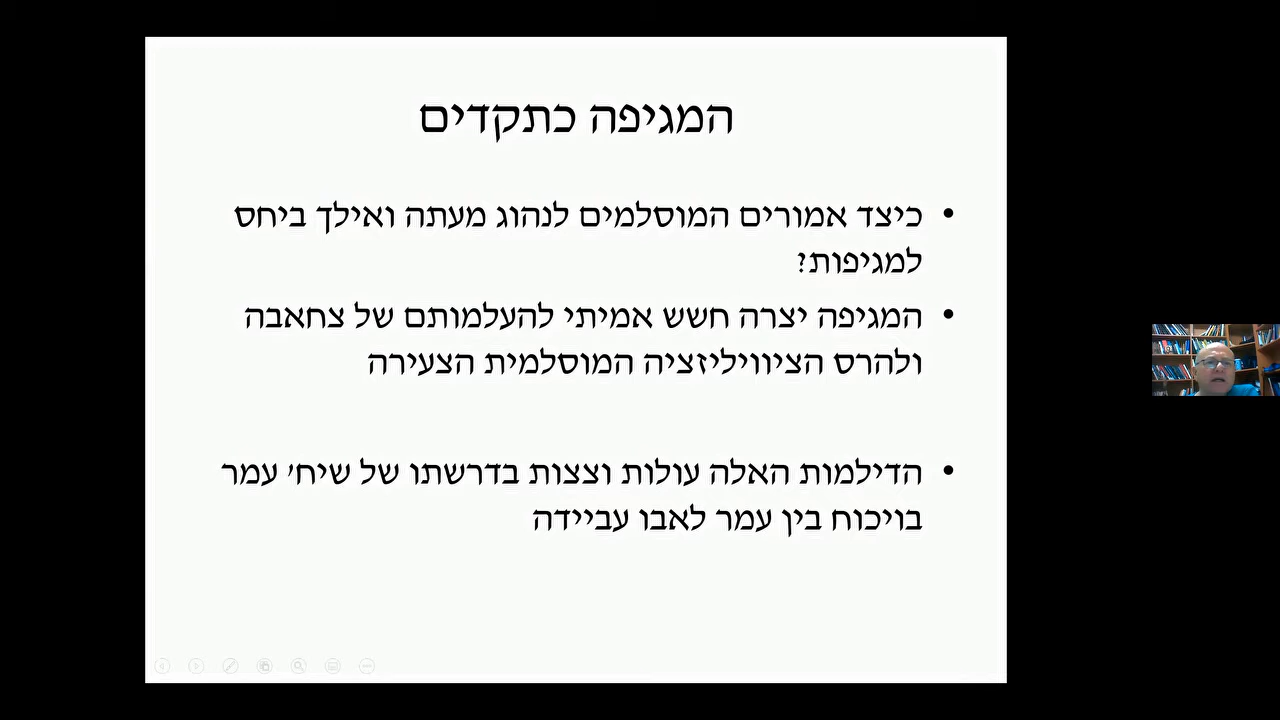 המגיפה כתקדים
• כיצד אמורים המוסלמים לנהוג מעתה ואילך ביחס
למגיפות?
• המגיפה יצרה חשש אמיתי להעלמותם של צחאבה
ולהרס הציוויליזציה המוסלמית הצעירה
• הדילמות האלה עולות וצצות בדרשתו של שיח' עמר
בויכוח בין עמר לאבו עביידה